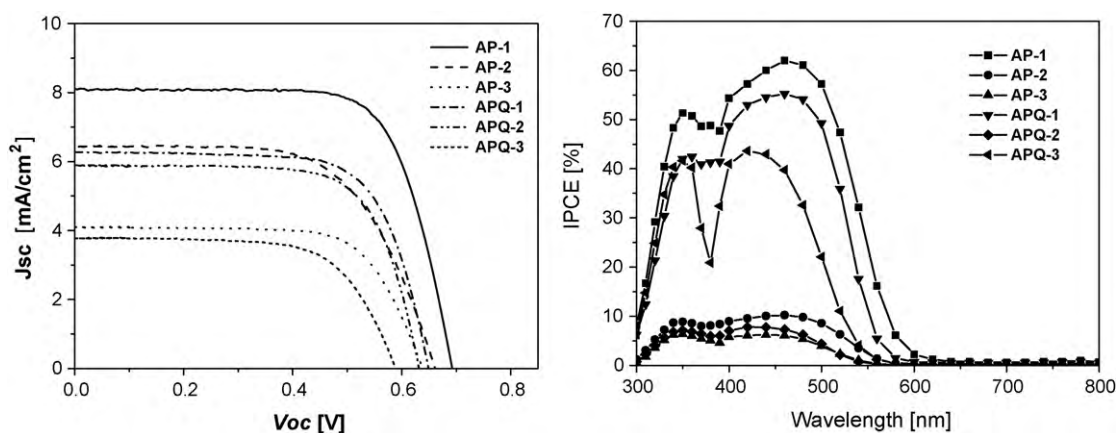 10
8
6
4
2
0
Jsc [mA/cm²]
0.0 0.2 0.4 0.6 0.8
Voc [V]
AP-1
AP-2
AP-3
APQ-1
APQ-2
APQ-3
70
60
50
40
30
20
10
0
IPCE [%]
300 400 500 600 700 800
Wavelength [nm]
AP-1
AP-2
AP-3
APQ-1
APQ-2
APQ-3